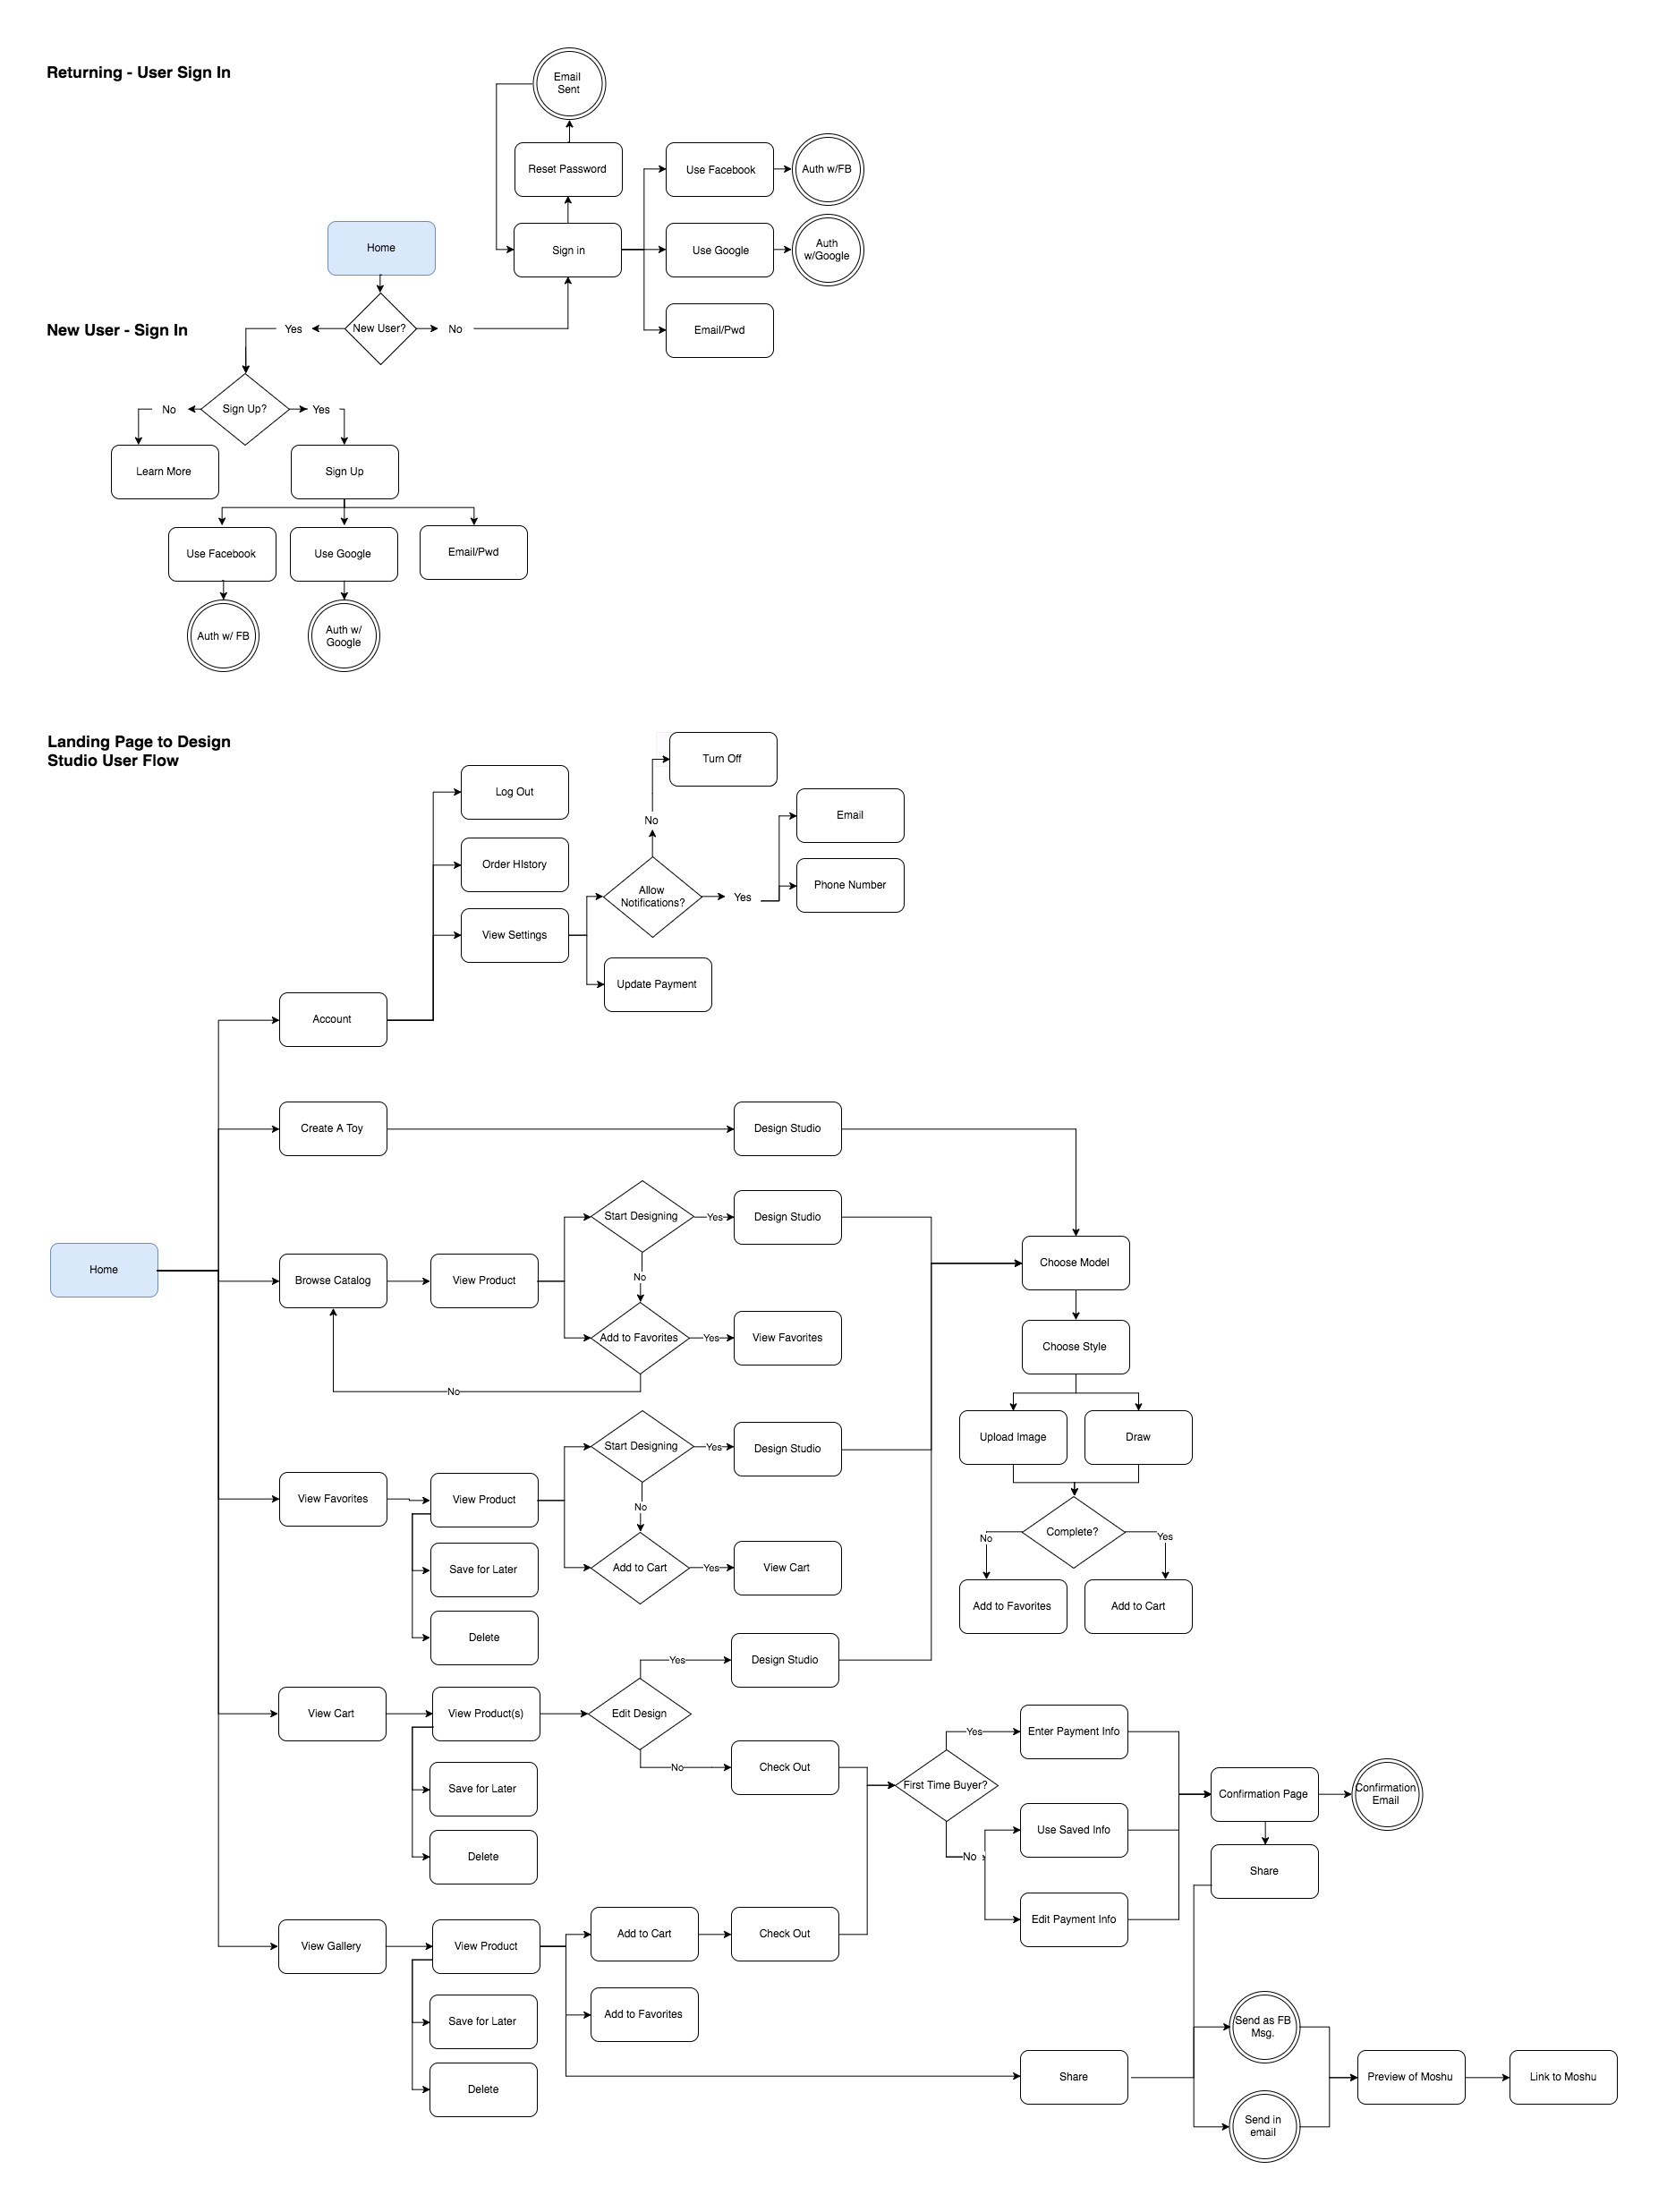 Returning - User Sign In
Email
Sent
Reset Password
Use Facebook
Auth w/FB
Home
Sign in
Use Google
Auth
w/Google
New User - Sign In
Yes
New User?
No
Email/Pwd
No
Sign Up?
Yes
Learn More
Sign Up
Use Facebook
Use Google
Email/Pwd
Auth w/ FB
Auth w/
Google
Landing Page to Design
Studio User Flow
Turn Off
Log Out
No
Email
Order HIstory
Allow
Notifications?
Yes
Phone Number
View Settings
Update Payment
Account
Create A Toy
Design Studio
Start Designing
Yes
Design Studio
Home
Browse Catalog
View Product
No
Choose Model
Add to Favorites
Yes
View Favorites
Choose Style
No
Start Designing
Yes
Design Studio
Upload Image
Draw
View Favorites
View Product
No
Complete?
No
Yes
Save for Later
Add to Cart
Yes
View Cart
Add to Favorites
Add to Cart
Delete
Yes
Design Studio
View Cart
View Product(s)
Edit Design
Yes
Enter Payment Info
No
Check Out
First Time Buyer?
Save for Later
Confirmation Page
Confirmation
Email
Use Saved Info
Delete
No
Share
Edit Payment Info
View Gallery
View Product
Add to Cart
Check Out
Save for Later
Add to Favorites
Send as FB
Msg.
Delete
Share
Preview of Moshu
Link to Moshu
Send in
email